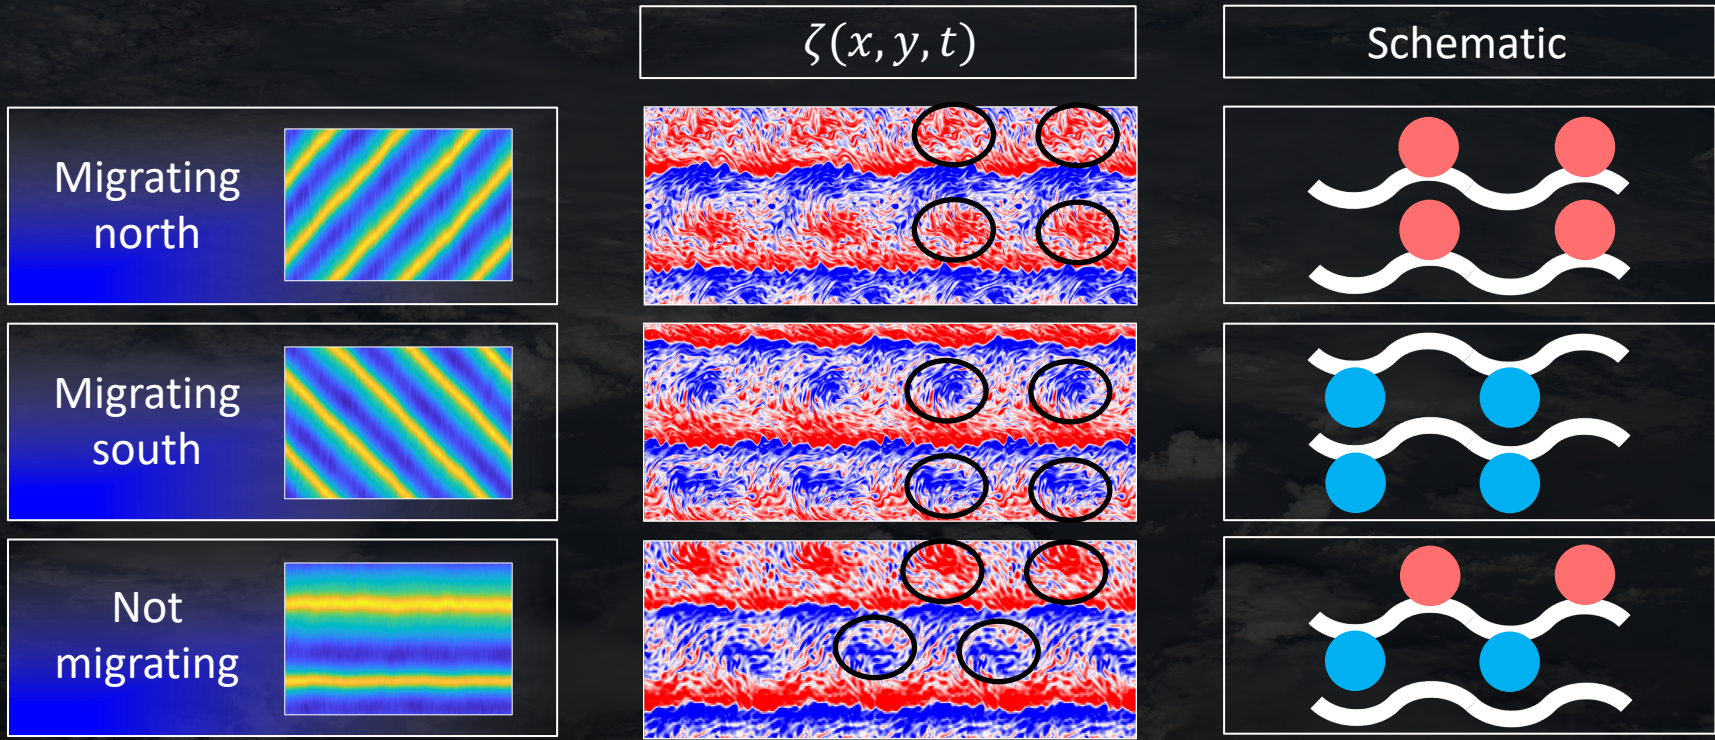 ζ(x, y, t)
Schematic
Migrating
north
Migrating
south
Not
migrating